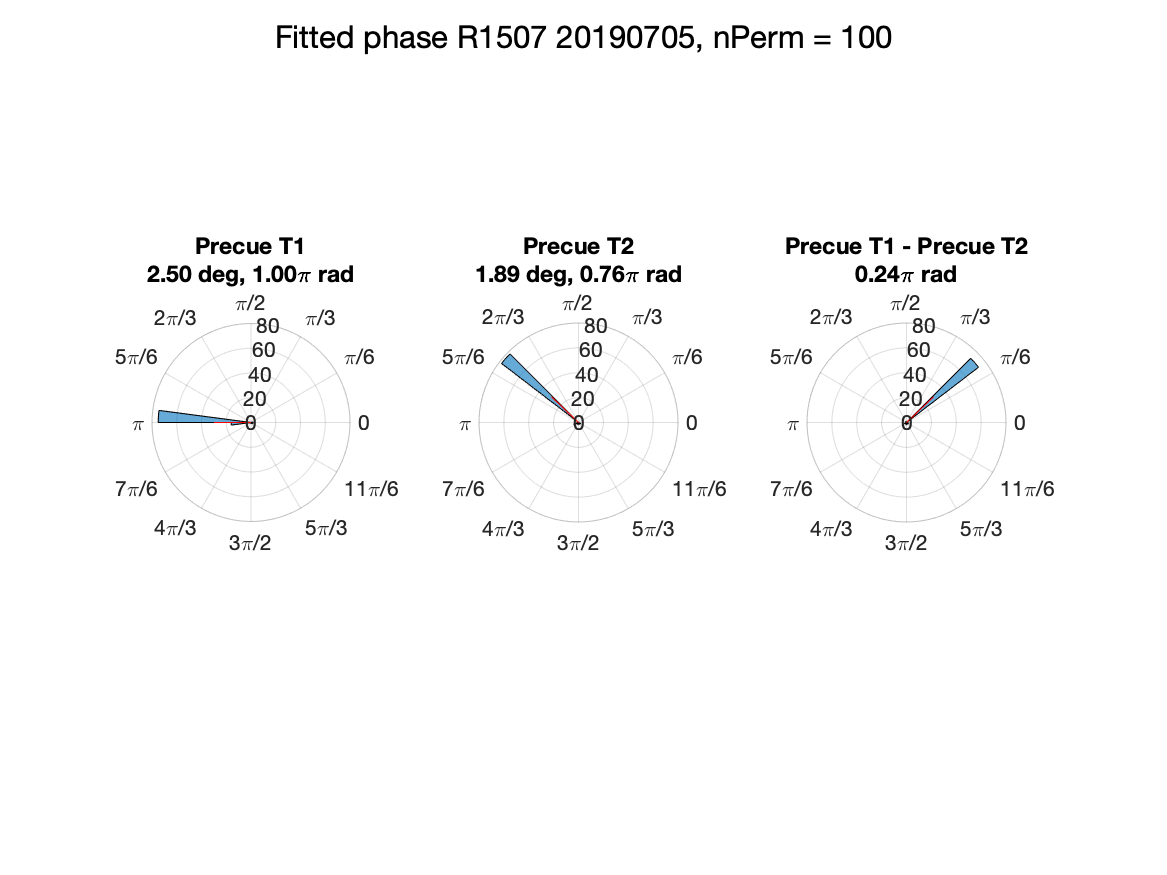 Fitted phase R1507 20190705, nPerm = 100
Precue T1
2.50 deg, 1.00π rad
π/2
2π/3
π/3
80
5π/6
60
π/6
40
20
π
0
0
7π/6
11π/6
4π/3
5π/3
3π/2
Precue T2
1.89 deg, 0.76π rad
π/2
2π/3
π/3
80
5π/6
60
π/6
40
20
π
0
0
7π/6
11π/6
4π/3
5π/3
3π/2
Precue T1 - Precue T2
0.24π rad
π/2
2π/3
π/3
80
5π/6
60
π/6
40
20
π
0
0
7π/6
11π/6
4π/3
5π/3
3π/2